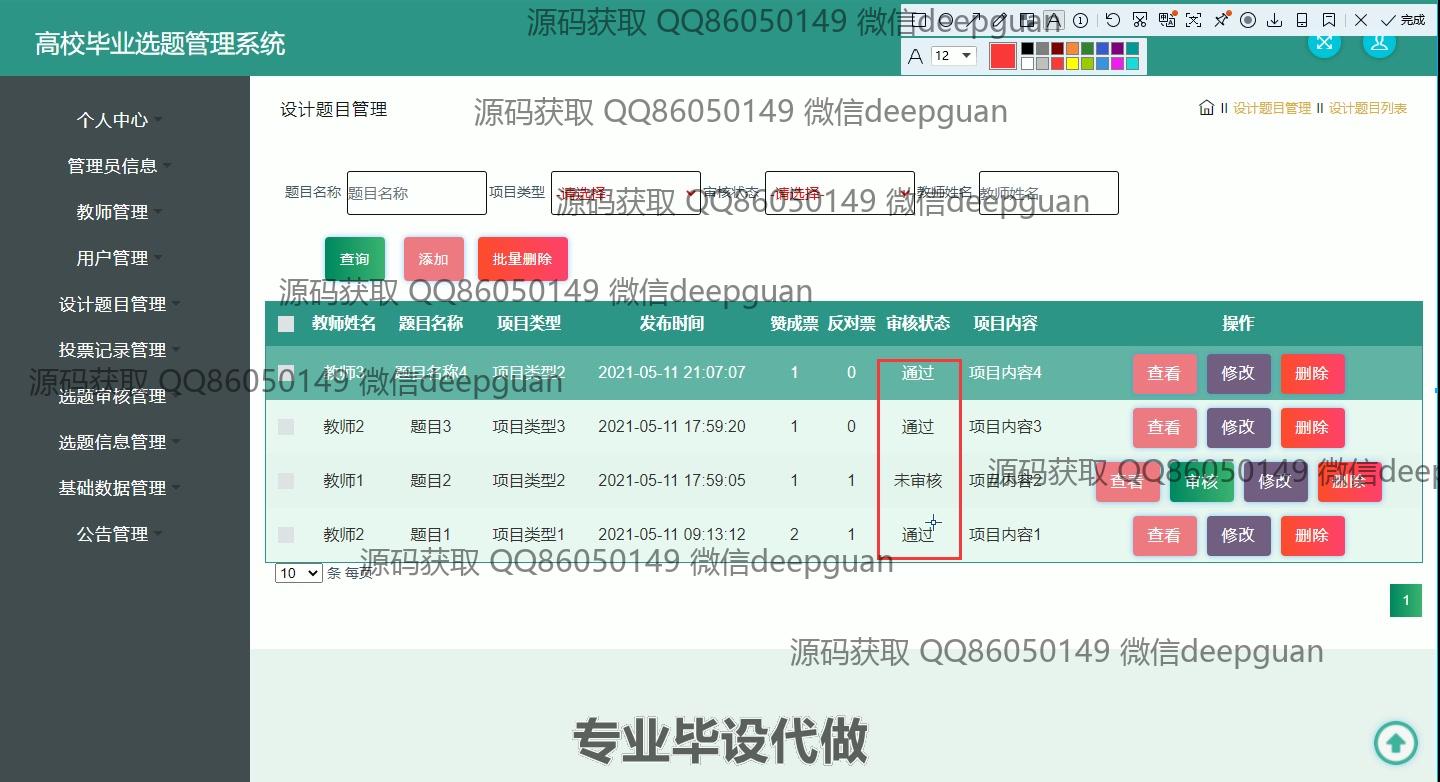 源码获取 QQ86050149 微信deepguan
完成
高校毕业选题管理系统
A 12
设计题目管理
源码获取 QQ86050149 微信deepguan
设计题目管理 设计题目列表
个人中心
管理员信息
教师管理
用户管理
设计题目管理
投票记录管理
选题审核管理
选题信息管理
基础数据管理
公告管理
题目名称 题目名称 项目类型 -请选择- 审核状态 -请选择- 教师姓名 教师姓名
源码获取 QQ86050149 微信deepguan
查询 添加 批量删除
源码获取 QQ86050149 微信deepguan
教师姓名 题目名称 项目类型 发布时间 赞成票 反对票 审核状态 项目内容 操作
教师3 题目名称4 项目类型2 2021-05-11 21:07:07 1 0 通过 项目内容4 查看 修改 删除
源码获取 QQ86050149 微信deepguan
教师2 题目3 项目类型3 2021-05-11 17:59:20 1 0 通过 项目内容3 查看 修改 删除
教师1 题目2 项目类型2 2021-05-11 17:59:05 1 1 未审核 项目内容2 查看 审核 修改 删除
源码获取 QQ86050149 微信deep
教师2 题目1 项目类型1 2021-05-11 09:13:12 2 1 通过 项目内容1 查看 修改 删除
源码获取 QQ86050149 微信deepguan
10 条 每页
1
源码获取 QQ86050149 微信deepguan
专业毕设代做